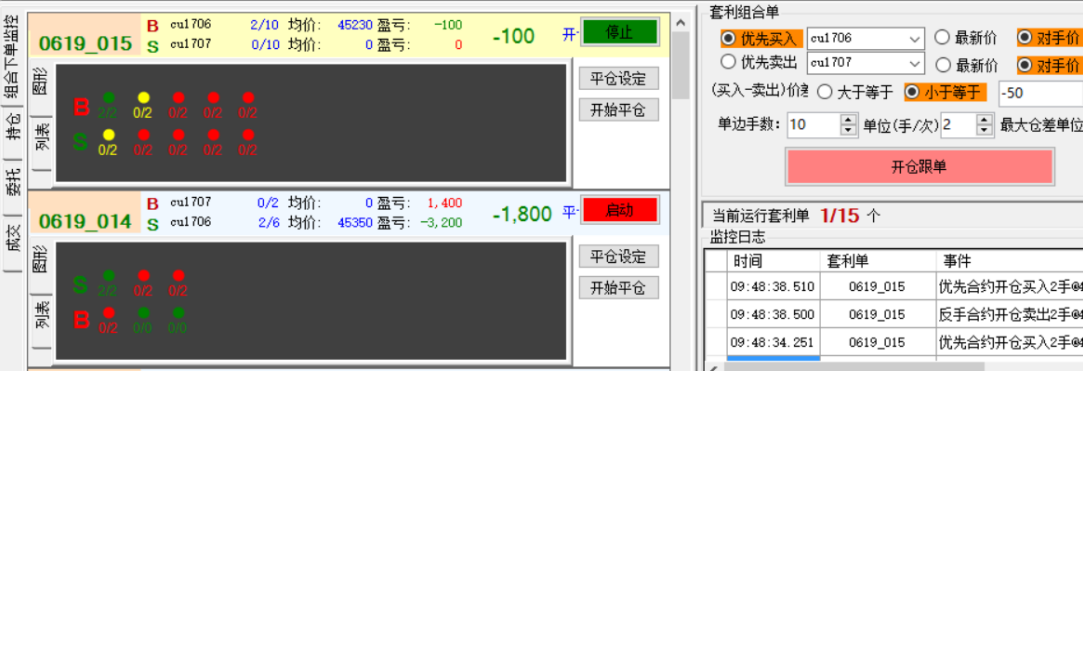 组合下单监控
持仓
委托
成交
0619_015
B cu1706 2/10 均价: 45230 盈亏: -100
S cu1707 0/10 均价: 0 盈亏: 0
-100
开
停止
图形
列表
B 2/2 0/2 0/2 0/2 0/2
S 0/2 0/2 0/2 0/2 0/2
平仓设定
开始平仓
0619_014
B cu1707 0/2 均价: 0 盈亏: 1,400
S cu1706 2/6 均价: 45350 盈亏: -3,200
-1,800
平
启动
图形
列表
S 2/2 0/2 0/2
B 0/2 0/0 0/0
平仓设定
开始平仓
套利组合单
优先买入 cu1706 最新价 对手价
优先卖出 cu1707 最新价 对手价
(买入-卖出)价 大于等于 小于等于 -50
单边手数: 10 单位(手/次) 2 最大仓差单位
开仓跟单
当前运行套利单 1/15 个
监控日志
时间 套利单 事件
09:48:38.510 0619_015 优先合约开仓买入2手@
09:48:38.500 0619_015 反手合约开仓卖出2手@
09:48:34.251 0619_015 优先合约开仓买入2手@